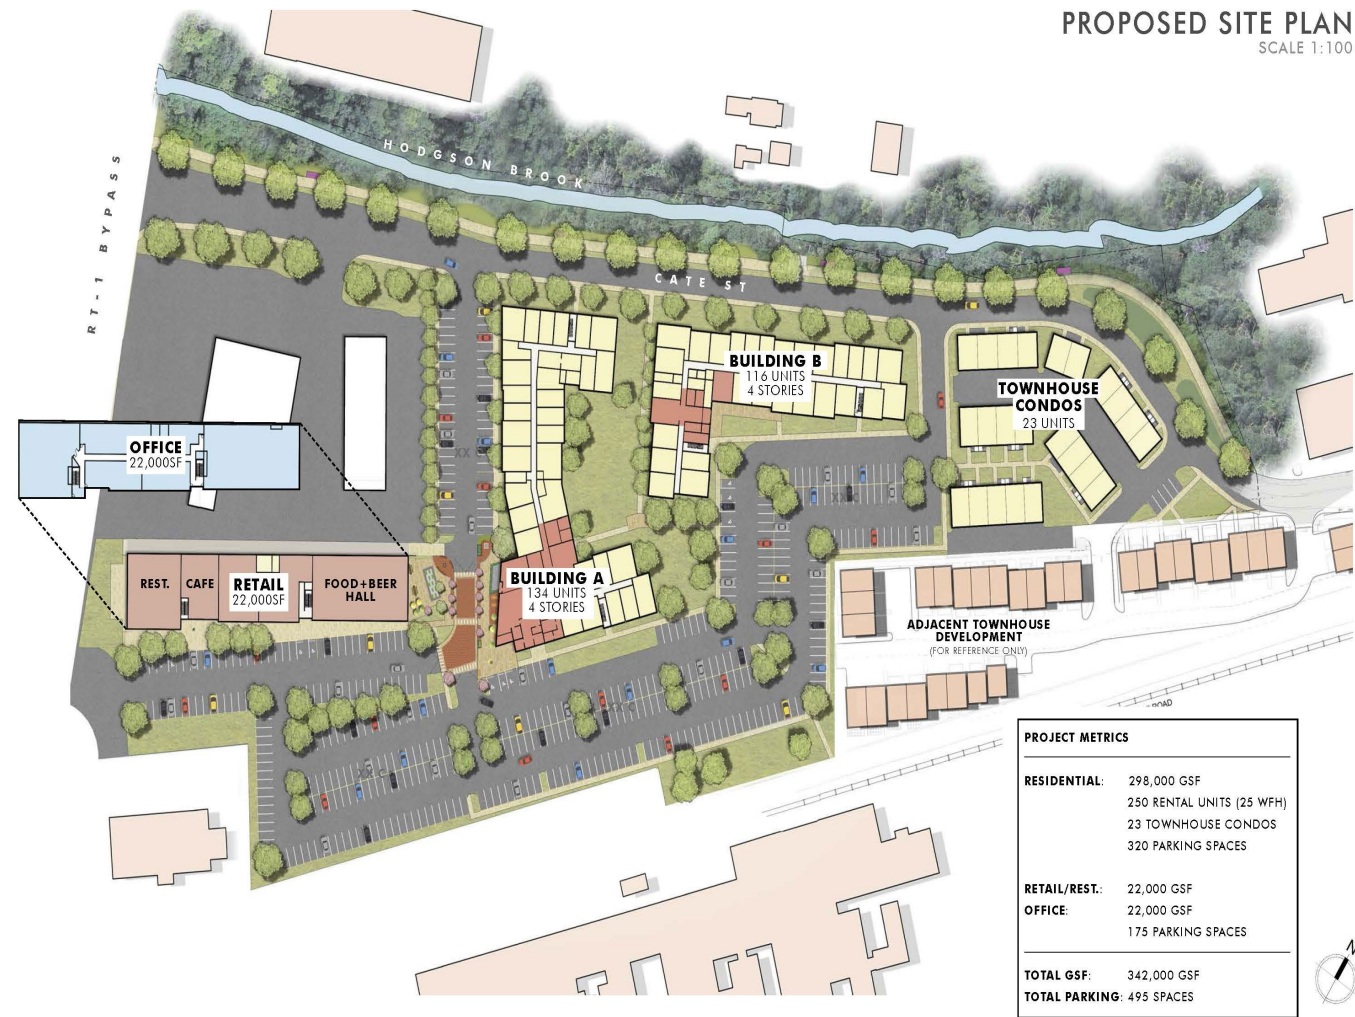 PROPOSED SITE PLAN
SCALE 1:100
HODGSON BROOK
RT-1 BYPASS
CATE ST
BUILDING B
116 UNITS
4 STORIES
TOWNHOUSE
CONDOS
23 UNITS
OFFICE
22,000SF
REST.
CAFE
RETAIL
22,000SF
FOOD+BEER
HALL
BUILDING A
134 UNITS
4 STORIES
ADJACENT TOWNHOUSE
DEVELOPMENT
(FOR REFERENCE ONLY)
ROAD
PROJECT METRICS
RESIDENTIAL: 298,000 GSF
250 RENTAL UNITS (25 WFH)
23 TOWNHOUSE CONDOS
320 PARKING SPACES
RETAIL/REST.: 22,000 GSF
OFFICE: 22,000 GSF
175 PARKING SPACES
TOTAL GSF: 342,000 GSF
TOTAL PARKING: 495 SPACES
N